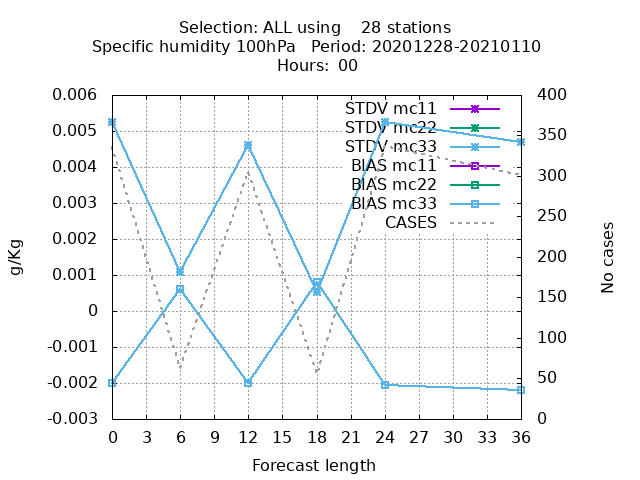 Selection: ALL using    28 stations
Specific humidity 100hPa   Period: 20201228-20210110
Hours: 00
0.006
0.005
0.004
0.003
0.002
0.001
0
-0.001
-0.002
-0.003
400
350
300
250
200
150
100
50
0
STDV mc11
STDV mc22
STDV mc33
BIAS mc11
BIAS mc22
BIAS mc33
CASES
g/Kg
No cases
0 3 6 9 12 15 18 21 24 27 30 33 36
Forecast length